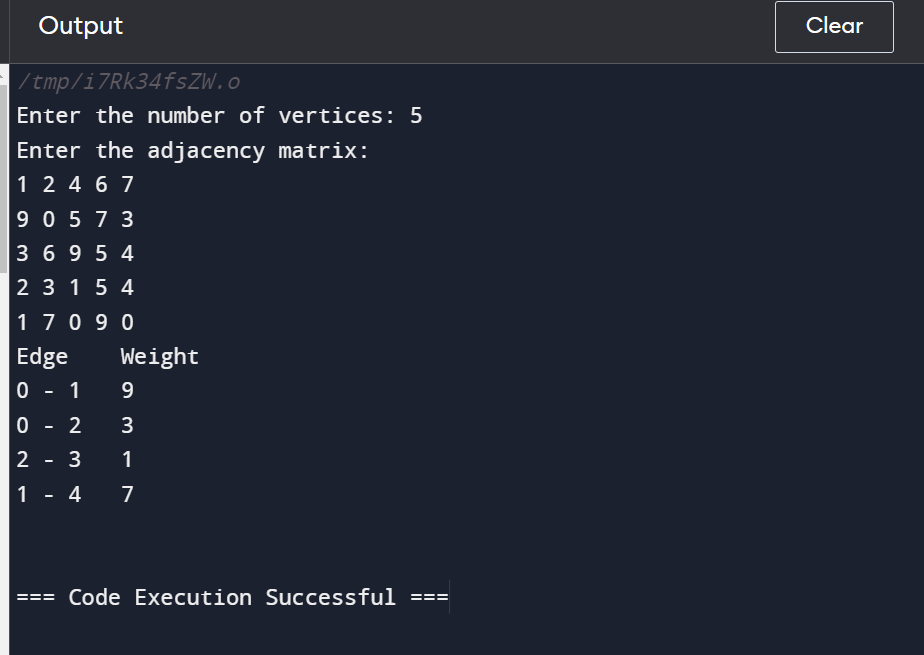 Output
Clear
/tmp/i7Rk34fsZW.o
Enter the number of vertices: 5
Enter the adjacency matrix:
1 2 4 6 7
9 0 5 7 3
3 6 9 5 4
2 3 1 5 4
1 7 0 9 0
Edge    Weight
0 - 1   9
0 - 2   3
2 - 3   1
1 - 4   7
=== Code Execution Successful ===